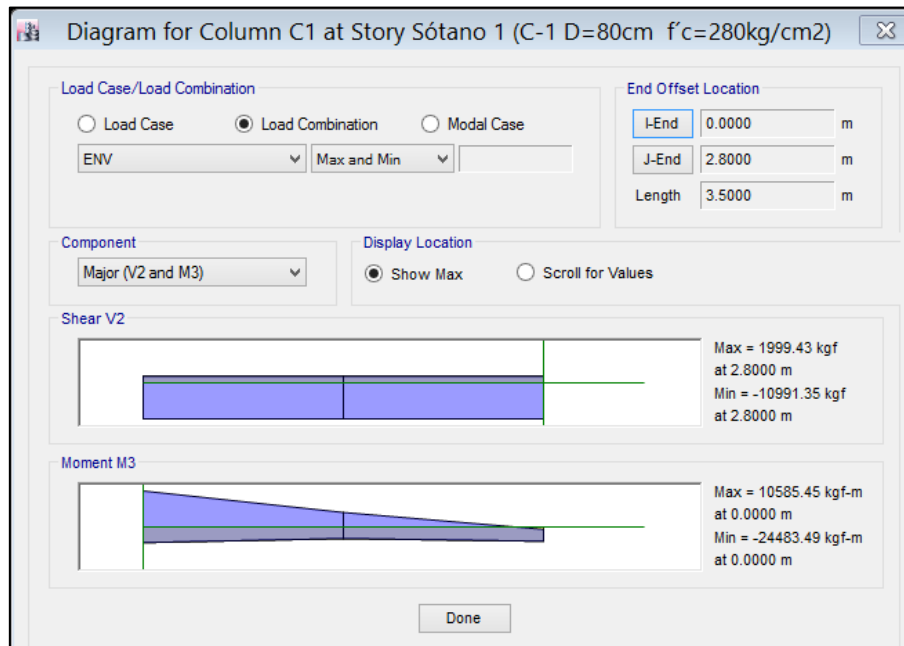 Diagram for Column C1 at Story Sótano 1 (C-1 D=80cm f´c=280kg/cm2)
Load Case/Load Combination
Load Case Load Combination Modal Case
ENV Max and Min
End Offset Location
I-End 0.0000 m
J-End 2.8000 m
Length 3.5000 m
Component
Major (V2 and M3)
Display Location
Show Max Scroll for Values
Shear V2
Max = 1999.43 kgf
at 2.8000 m
Min = -10991.35 kgf
at 2.8000 m
Moment M3
Max = 10585.45 kgf-m
at 0.0000 m
Min = -24483.49 kgf-m
at 0.0000 m
Done